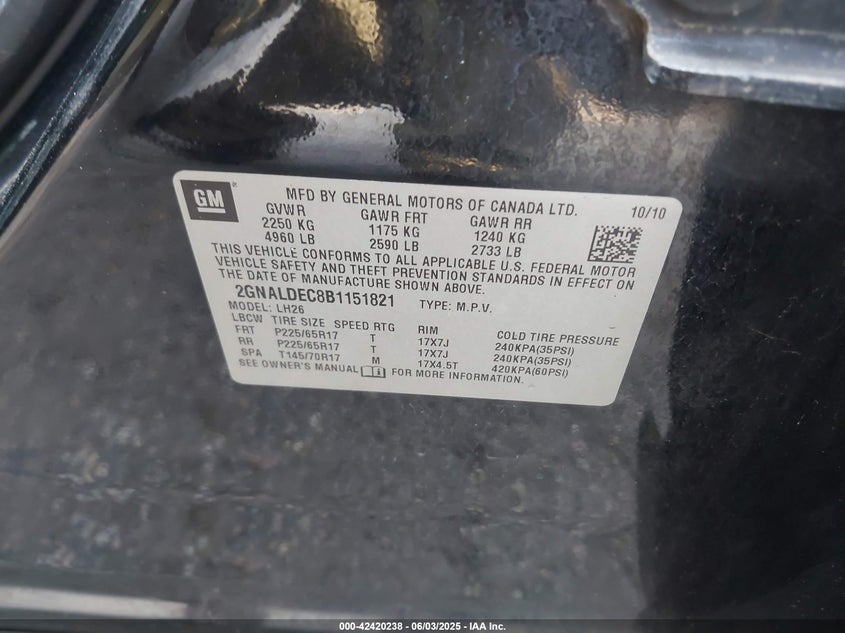 GM
MFD BY GENERAL MOTORS OF CANADA LTD. 10/10
GVWR GAWR FRT GAWR RR
2250 KG 1175 KG 1240 KG
4960 LB 2590 LB 2733 LB
THIS VEHICLE CONFORMS TO ALL APPLICABLE U.S. FEDERAL MOTOR
VEHICLE SAFETY AND THEFT PREVENTION STANDARDS IN EFFECT ON
THE DATE OF MANUFACTURE SHOWN ABOVE.
2GNALDEC8B1151821 TYPE: M.P.V.
MODEL: LH26
LBCW TIRE SIZE SPEED RTG RIM COLD TIRE PRESSURE
FRT P225/65R17 T 17X7J 240KPA(35PSI)
RR P225/65R17 T 17X7J 240KPA(35PSI)
SPA T145/70R17 M 17X4.5T 420KPA(60PSI)
SEE OWNER'S MANUAL FOR MORE INFORMATION.
000-42420238 - 06/03/2025 - IAA Inc.